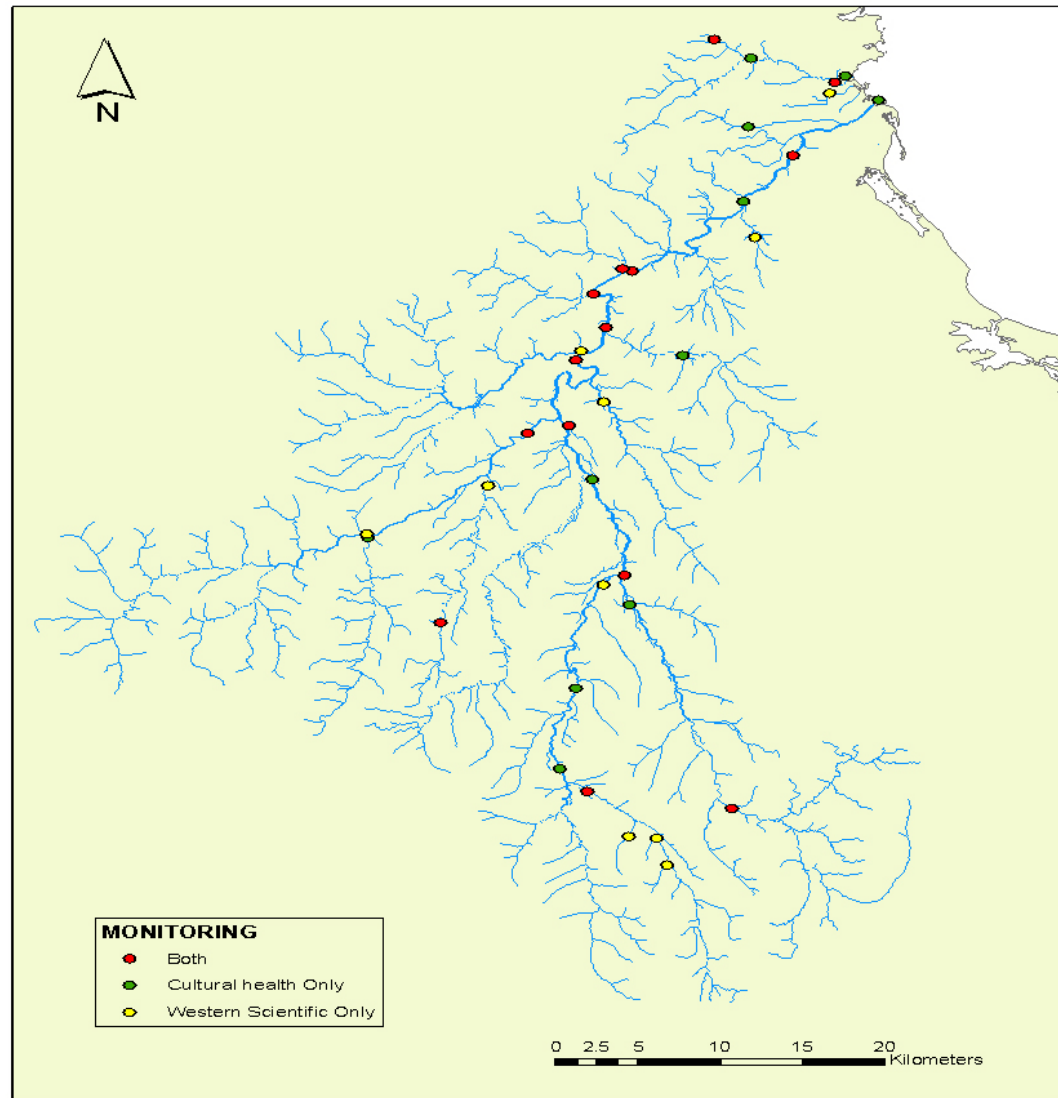 N
MONITORING
Both
Cultural health Only
Western Scientific Only
0 2.5 5 10 15 20
Kilometers